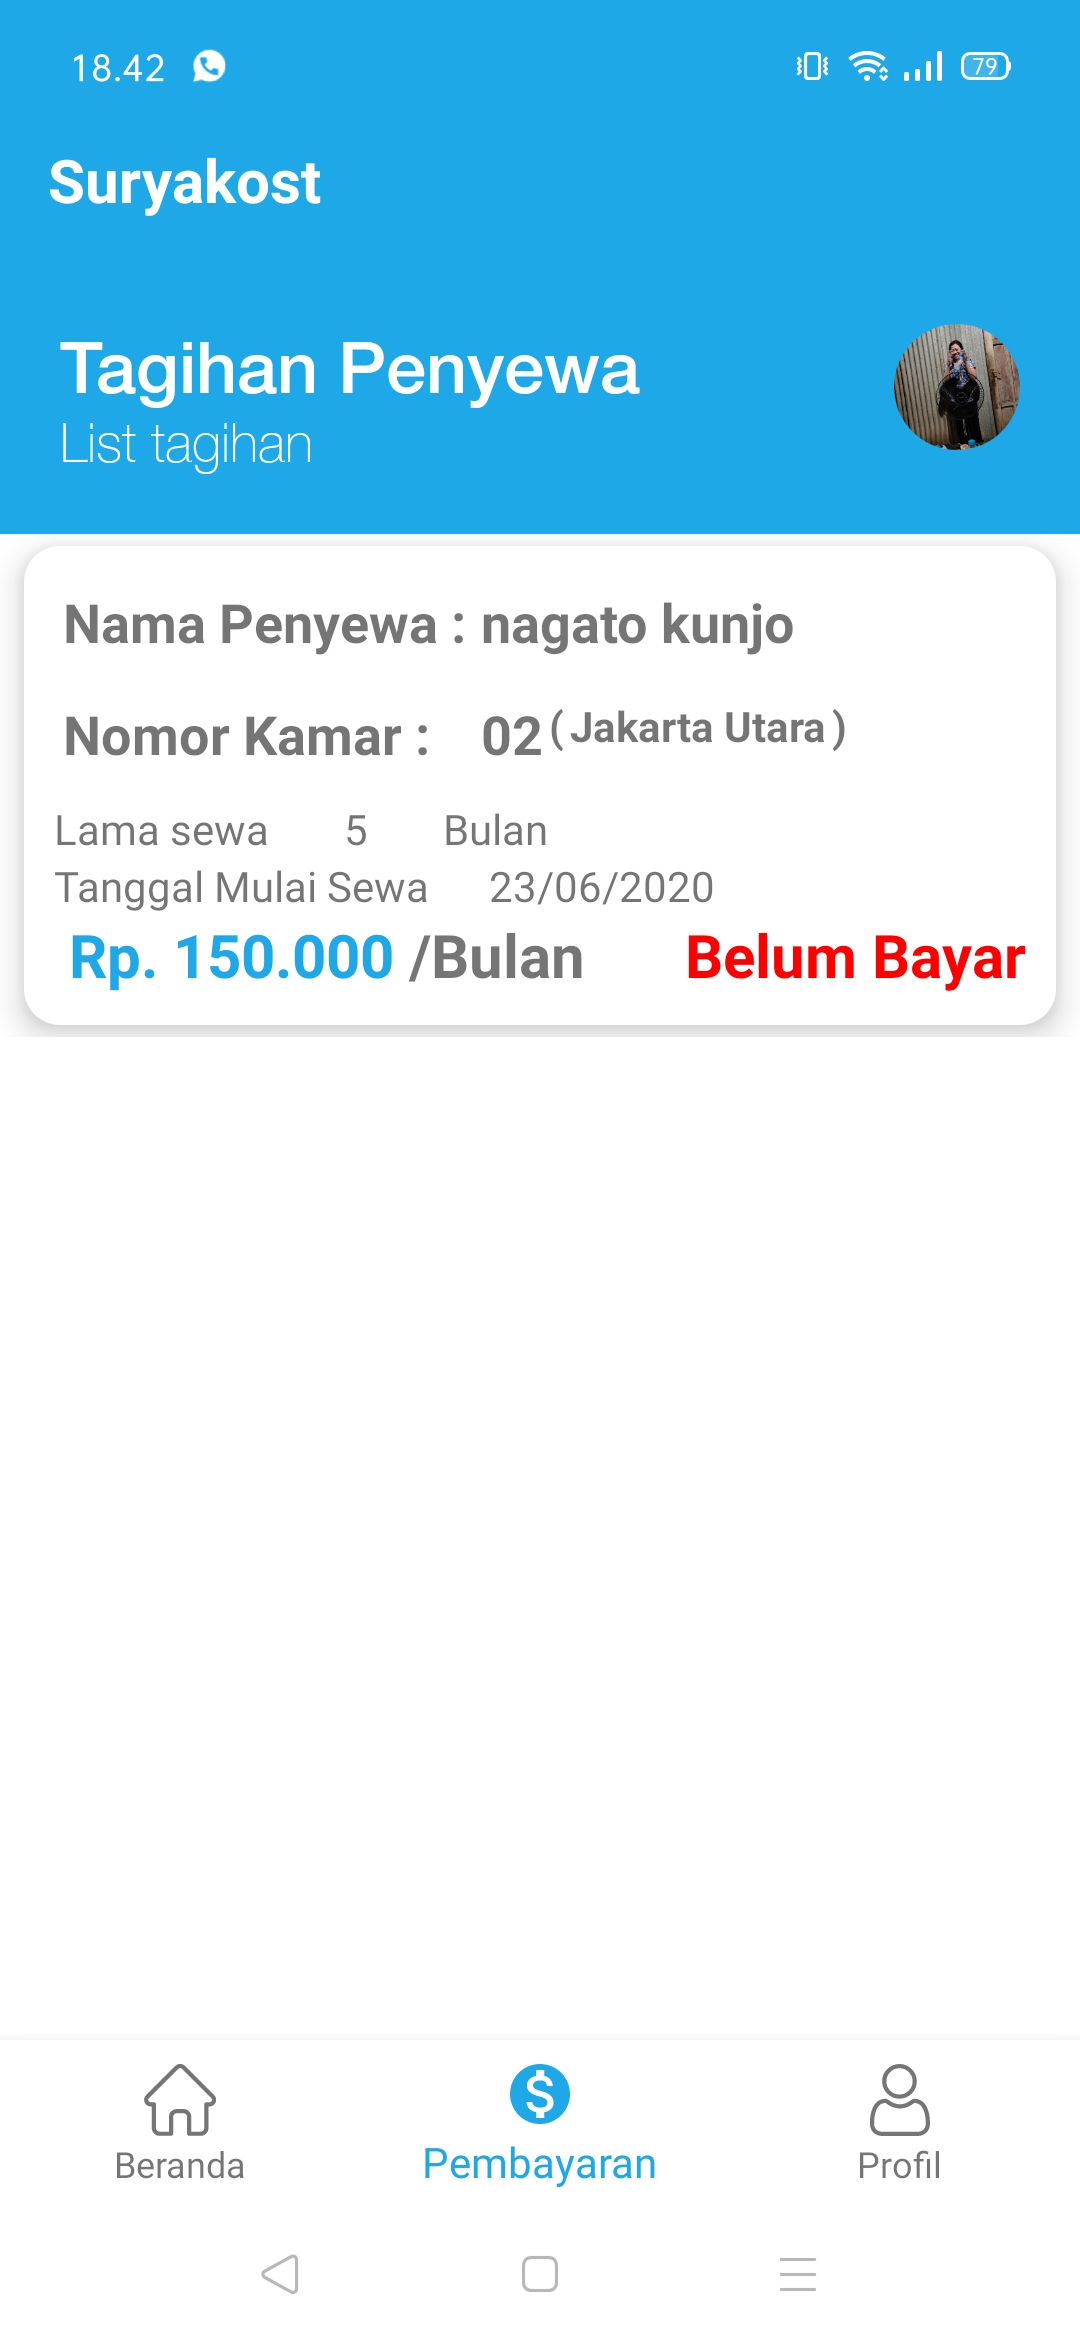 18.42
79
Suryakost
Tagihan Penyewa
List tagihan
Nama Penyewa : nagato kunjo
Nomor Kamar : 02 ( Jakarta Utara )
Lama sewa 5 Bulan
Tanggal Mulai Sewa 23/06/2020
Rp. 150.000 /Bulan Belum Bayar
Beranda Pembayaran Profil